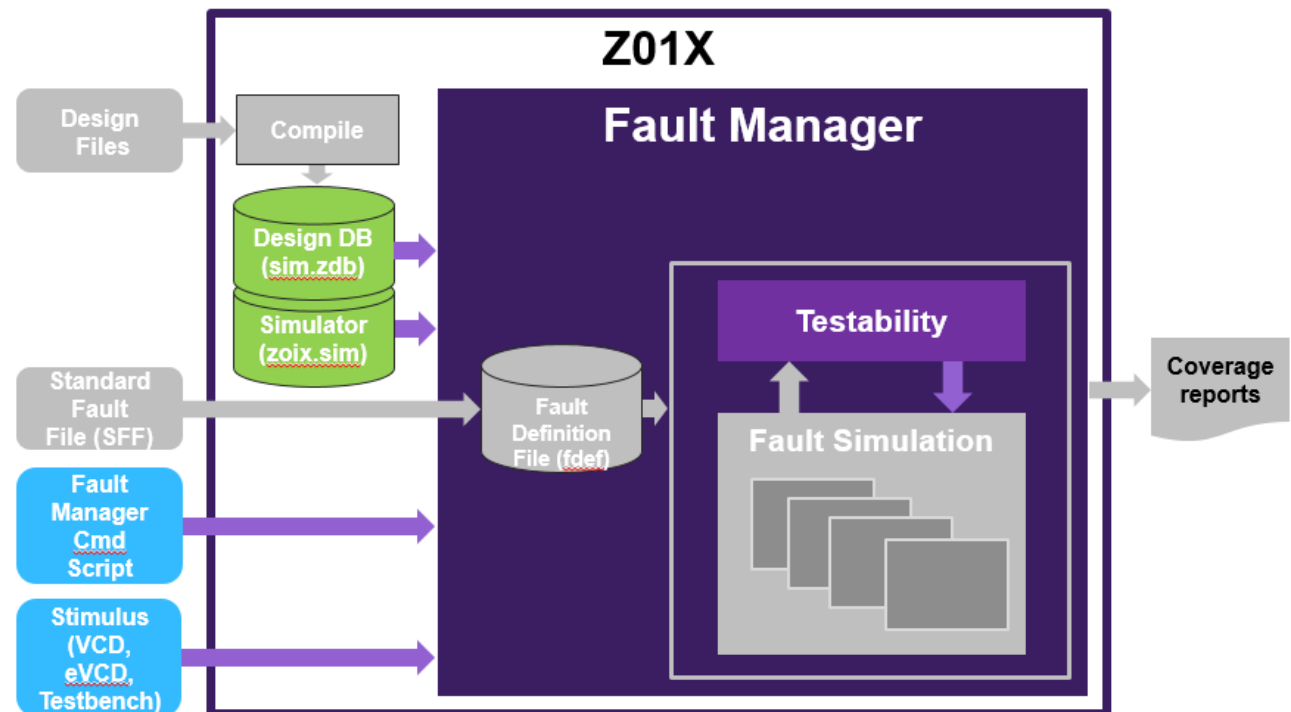 Z01X
Design
Files
Compile
Fault Manager
Design DB
(sim.zdb)
Simulator
(zoix.sim)
Testability
Standard
Fault
File (SFF)
Fault
Definition
File (fdef)
Fault Simulation
Coverage
reports
Fault
Manager
Cmd
Script
Stimulus
(VCD,
eVCD,
Testbench)